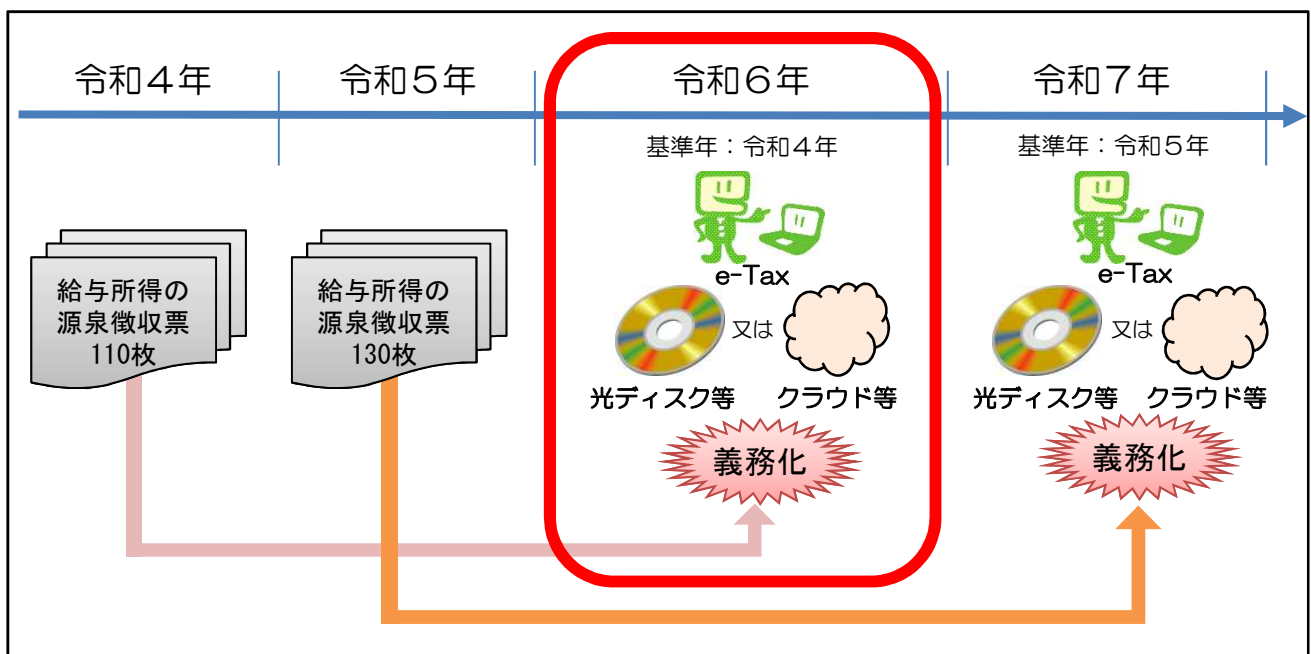 令和４年
令和５年
令和６年
令和７年
基準年：令和４年
基準年：令和５年
給与所得の
源泉徴収票
110枚
給与所得の
源泉徴収票
130枚
e-Tax
又は
光ディスク等
クラウド等
義務化
e-Tax
又は
光ディスク等
クラウド等
義務化